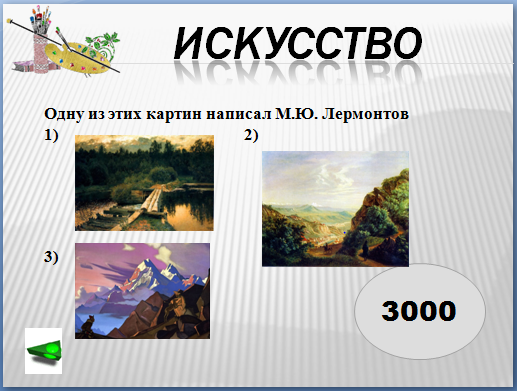 ИСКУССТВО
Одну из этих картин написал М.Ю. Лермонтов
1) 2)
3)
3000